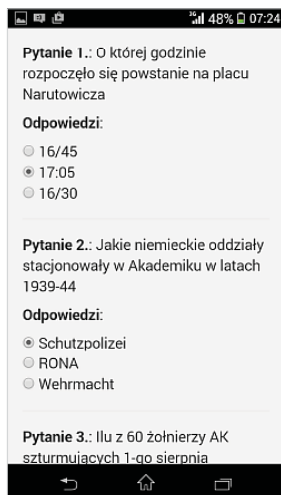 3G 48% 07:24
Pytanie 1.: O której godzinie
rozpoczęło się powstanie na placu
Narutowicza
Odpowiedzi:
16/45
17:05
16/30
Pytanie 2.: Jakie niemieckie oddziały
stacjonowały w Akademiku w latach
1939-44
Odpowiedzi:
Schutzpolizei
RONA
Wehrmacht
Pytanie 3.: Ilu z 60 żołnierzy AK
szturmujących 1-go sierpnia